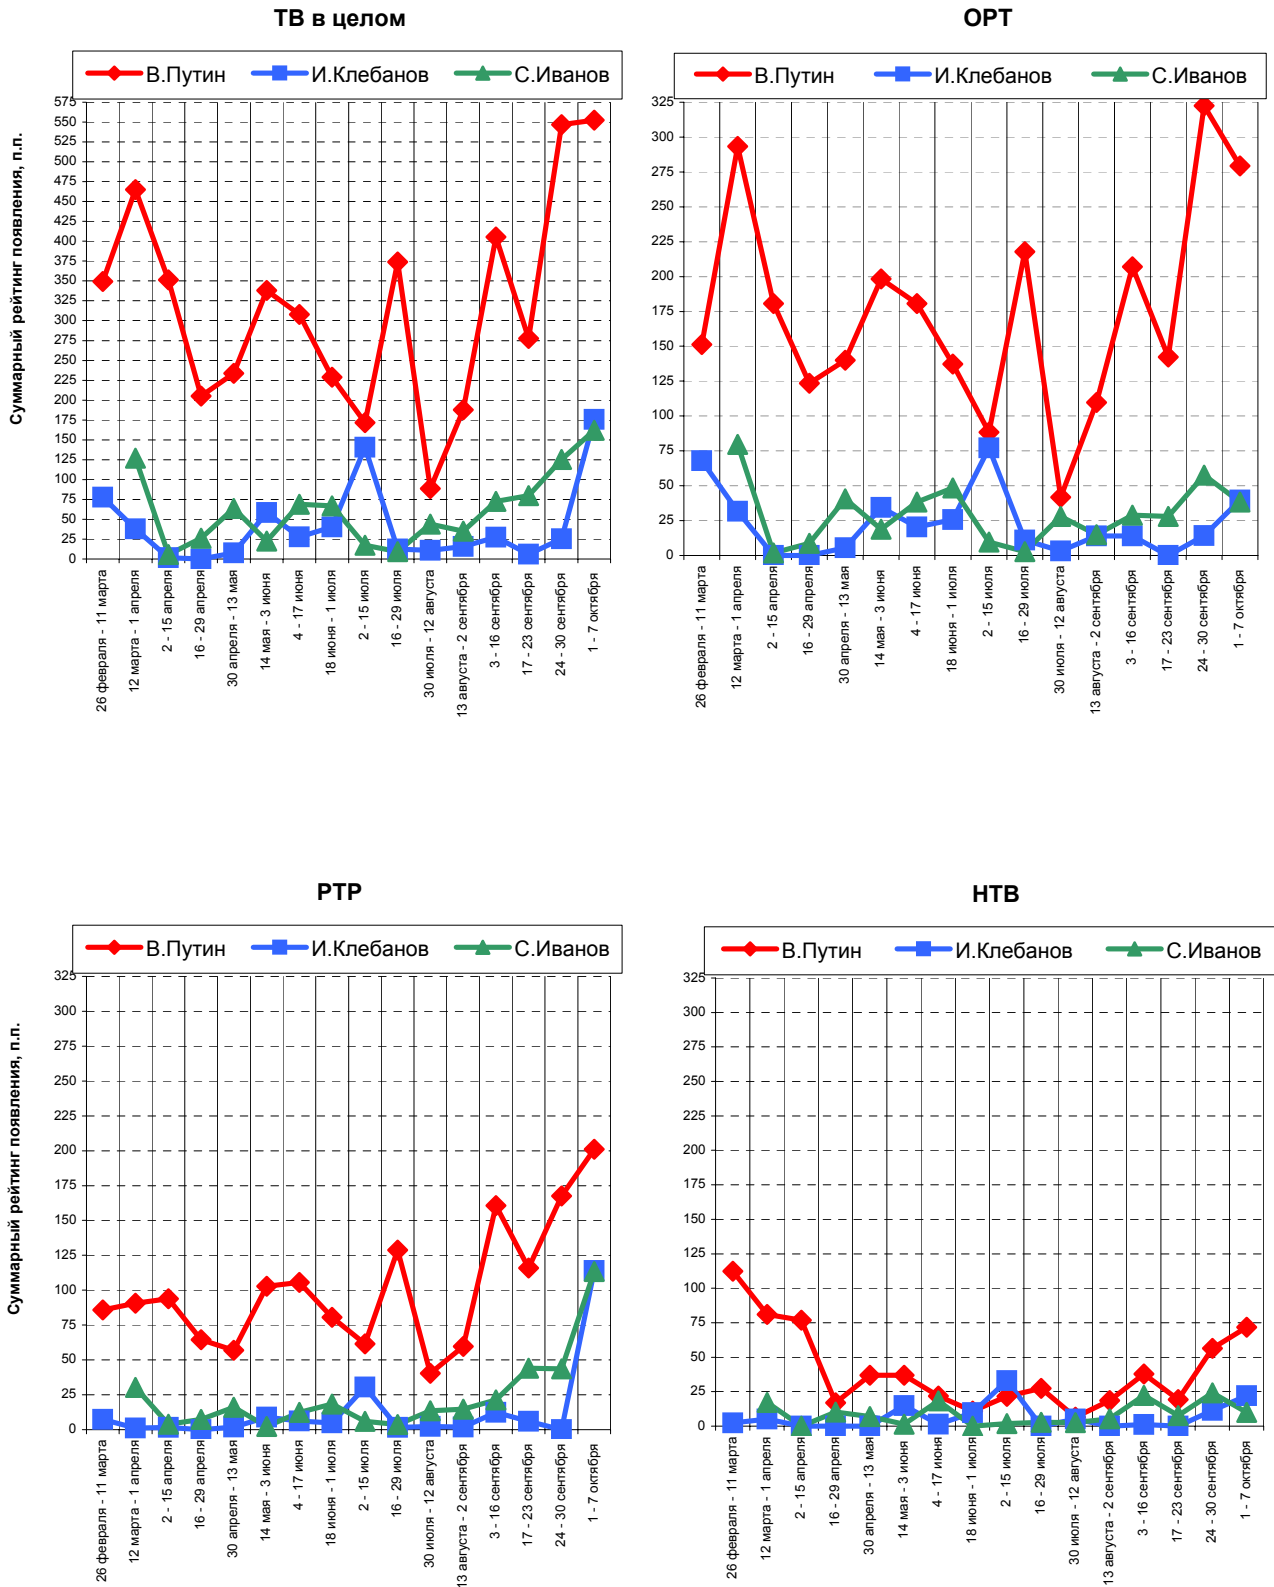 ТВ в целом
В.Путин И.Клебанов С.Иванов
Суммарный рейтинг появления, п.п.
575
550
525
500
475
450
425
400
375
350
325
300
275
250
225
200
175
150
125
100
75
50
25
0
26 февраля - 11 марта
12 марта - 1 апреля
2 - 15 апреля
16 - 29 апреля
30 апреля - 13 мая
14 мая - 3 июня
4 - 17 июня
18 июня - 1 июля
2 - 15 июля
16 - 29 июля
30 июля - 12 августа
13 августа - 2 сентября
3 - 16 сентября
17 - 23 сентября
24 - 30 сентября
1 - 7 октября
ОРТ
В.Путин И.Клебанов С.Иванов
325
300
275
250
225
200
175
150
125
100
75
50
25
0
26 февраля - 11 марта
12 марта - 1 апреля
2 - 15 апреля
16 - 29 апреля
30 апреля - 13 мая
14 мая - 3 июня
4 - 17 июня
18 июня - 1 июля
2 - 15 июля
16 - 29 июля
30 июля - 12 августа
13 августа - 2 сентября
3 - 16 сентября
17 - 23 сентября
24 - 30 сентября
1 - 7 октября
РТР
В.Путин И.Клебанов С.Иванов
Суммарный рейтинг появления, п.п.
325
300
275
250
225
200
175
150
125
100
75
50
25
0
26 февраля - 11 марта
12 марта - 1 апреля
2 - 15 апреля
16 - 29 апреля
30 апреля - 13 мая
14 мая - 3 июня
4 - 17 июня
18 июня - 1 июля
2 - 15 июля
16 - 29 июля
30 июля - 12 августа
13 августа - 2 сентября
3 - 16 сентября
17 - 23 сентября
24 - 30 сентября
1 - 7 октября
НТВ
В.Путин И.Клебанов С.Иванов
325
300
275
250
225
200
175
150
125
100
75
50
25
0
26 февраля - 11 марта
12 марта - 1 апреля
2 - 15 апреля
16 - 29 апреля
30 апреля - 13 мая
14 мая - 3 июня
4 - 17 июня
18 июня - 1 июля
2 - 15 июля
16 - 29 июля
30 июля - 12 августа
13 августа - 2 сентября
3 - 16 сентября
17 - 23 сентября
24 - 30 сентября
1 - 7 октября